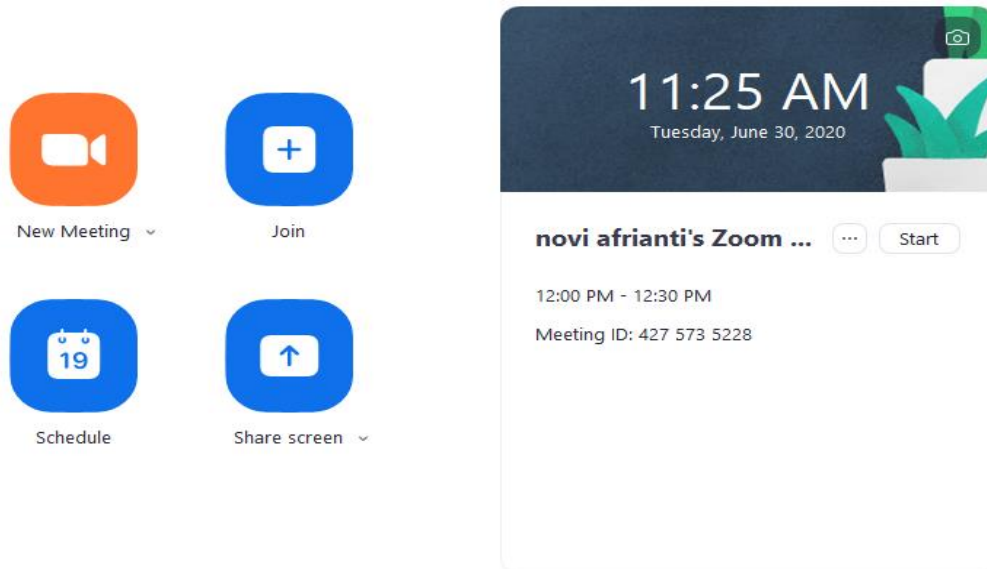 New Meeting
Join
19
Schedule
Share screen
11:25 AM
Tuesday, June 30, 2020
novi afrianti's Zoom ...
Start
12:00 PM - 12:30 PM
Meeting ID: 427 573 5228